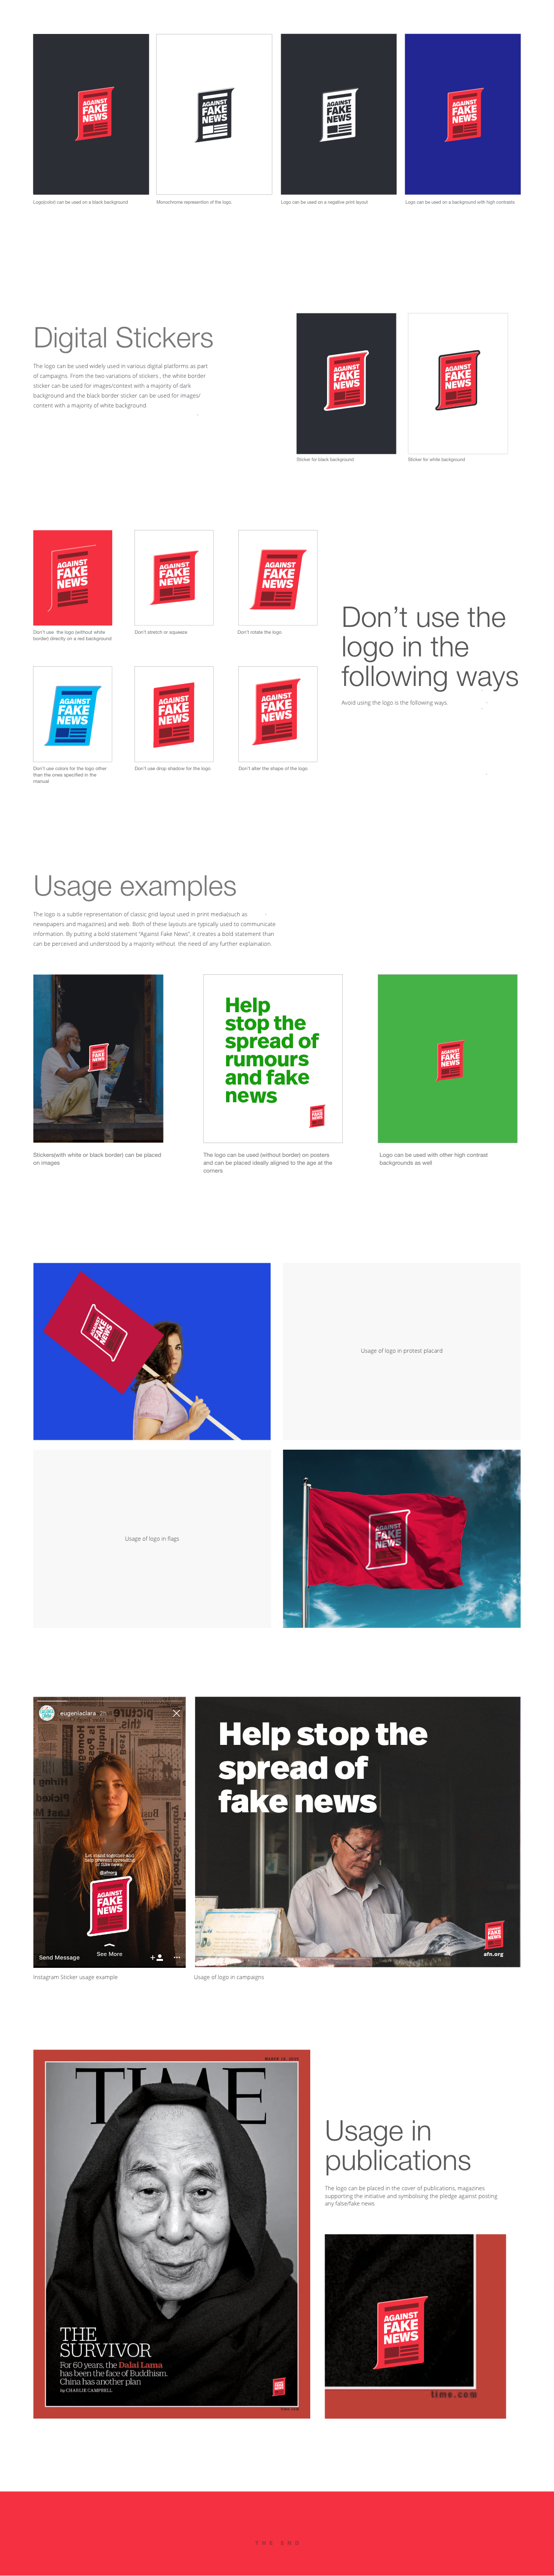 AGAINST
FAKE
NEWS
AGAINST
FAKE
NEWS
AGAINST
FAKE
NEWS
AGAINST
FAKE
NEWS
Logo(color) can be used on a black background
Monochrome represention of the logo.
Logo can be used on a negative print layout
Logo can be used on a background with high contrasts
Digital Stickers
The logo can be used widely used in various digital platforms as part
of campaigns. From the two variations of stickers , the white border
sticker can be used for images/context with a majority of dark
background and the black border sticker can be used for images/
content with a majority of white background
AGAINST
FAKE
NEWS
AGAINST
FAKE
NEWS
Sticker for black background
Sticker for white background
AGAINST
FAKE
NEWS
AGAINST
FAKE
NEWS
AGAINST
FAKE
NEWS
Don't use the logo (without white
border) directly on a red background
Don't stretch or squeeze
Don't rotate the logo
AGAINST
FAKE
NEWS
AGAINST
FAKE
NEWS
AGAINST
FAKE
NEWS
Don't use colors for the logo other
than the ones specified in the
manual
Don't use drop shadow for the logo
Don't alter the shape of the logo
Don't use the
logo in the
following ways
Avoid using the logo is the following ways.
Usage examples
The logo is a subtle representation of classic grid layout used in print media(such as
newspapers and magazines) and web. Both of these layouts are typically used to communicate
information. By putting a bold statement "Against Fake News", it creates a bold statement than
can be perceived and understood by a majority without the need of any further explaination.
AGAINST
FAKE
NEWS
Help
stop the
spread of
rumours
and fake
news
AGAINST
FAKE
NEWS
AGAINST
FAKE
NEWS
Stickers(with white or black border) can be placed
on images
The logo can be used (without border) on posters
and can be placed ideally aligned to the age at the
corners
Logo can be used with other high contrast
backgrounds as well
AGAINST
FAKE
NEWS
Usage of logo in protest placard
Usage of logo in flags
AGAINST
FAKE
NEWS
eugeniaclara 2h
Let stand together and
help prevent spreading
of fake news.
@afnorg
AGAINST
FAKE
NEWS
See More
Send Message
Instagram Sticker usage example
Help stop the
spread of
fake news
AGAINST
FAKE
NEWS
afn.org
Usage of logo in campaigns
TIME
THE
SURVIVOR
For 60 years, the Dalai Lama
has been the face of Buddhism.
China has another plan
by CHARLIE CAMPBELL
AGAINST
FAKE
NEWS
time.com
Usage in
publications
The logo can be placed in the cover of publications, magazines
supporting the initiative and symbolising the pledge against posting
any false/fake news
AGAINST
FAKE
NEWS
time.com
THE END